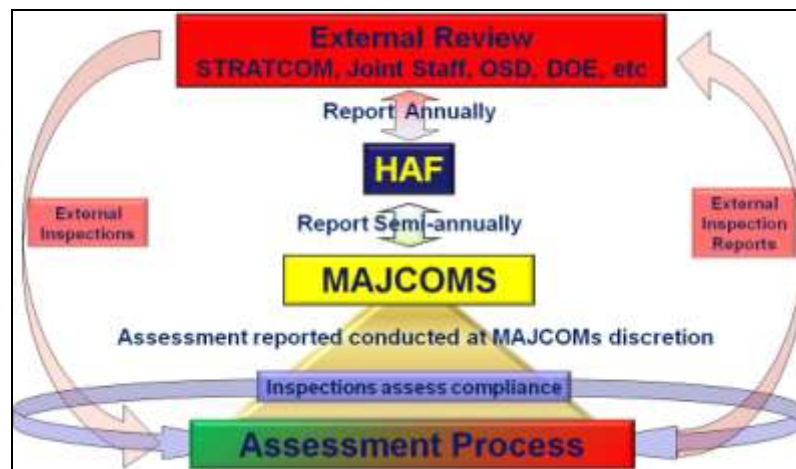 External Review
STRATCOM, Joint Staff, OSD, DOE, etc
Report Annually
HAF
External
Inspections
External
Inspection
Reports
Report Semi-annually
MAJCOMS
Assessment reported conducted at MAJCOMs discretion
Inspections assess compliance
Assessment Process